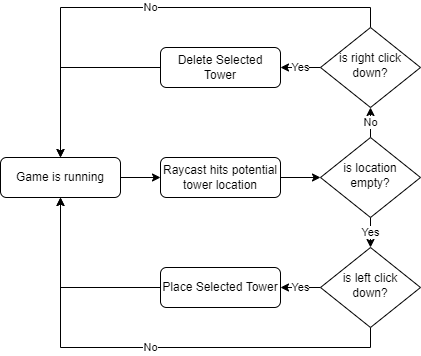 No
Delete Selected
Tower
Yes
is right click
down?
No
Game is running
Raycast hits potential
tower location
is location
empty?
Yes
Place Selected Tower
Yes
is left click
down?
No